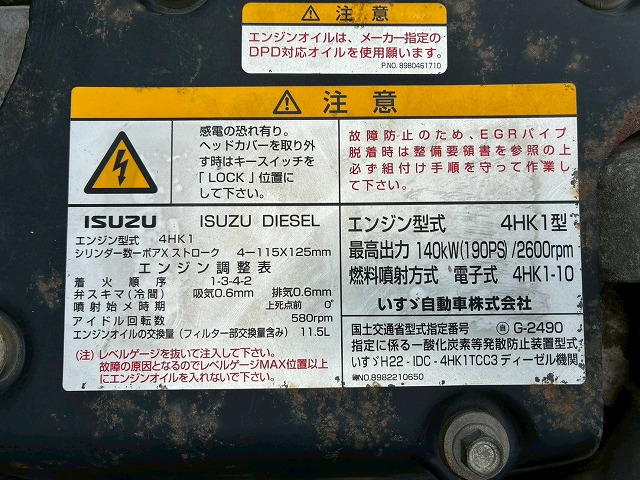 注意
エンジンオイルは、メーカー指定の
DPD対応オイルを使用願います。
P.NO. 8980461710
注意
感電の恐れ有り。
ヘッドカバーを取り外
す時はキースイッチを
「LOCK」位置に
して下さい。
故障防止のため、EGRパイプ
脱着時は整備要領書を参照の上
必ず組付け手順を守って作業し
て下さい。
ISUZU ISUZU DIESEL
エンジン型式 4HK1
シリンダー数ーボアX ストローク 4-115X125mm
エンジン調整表
着火順序 1-3-4-2
弁スキマ(冷間) 吸気0.6mm 排気0.6mm
噴射始メ時期 上死点前 0°
アイドル回転数 580rpm
エンジンオイルの交換量(フィルター部交換量含み) 11.5L
(注)レベルゲージを抜いて注入して下さい。
故障の原因となるのでレベルゲージMAX位置以上
にエンジンオイルを入れないで下さい。
エンジン型式 4HK1型
最高出力 140kW(190PS)/2600rpm
燃料噴射方式 電子式 4HK1-10
いすゞ自動車株式会社
国土交通省型式指定番号 自 G-2490
指定に係る一酸化炭素等発散防止装置型式
いすゞH22-IDC-4HK1TCC3 ディーゼル機関
P.NO.8982210650